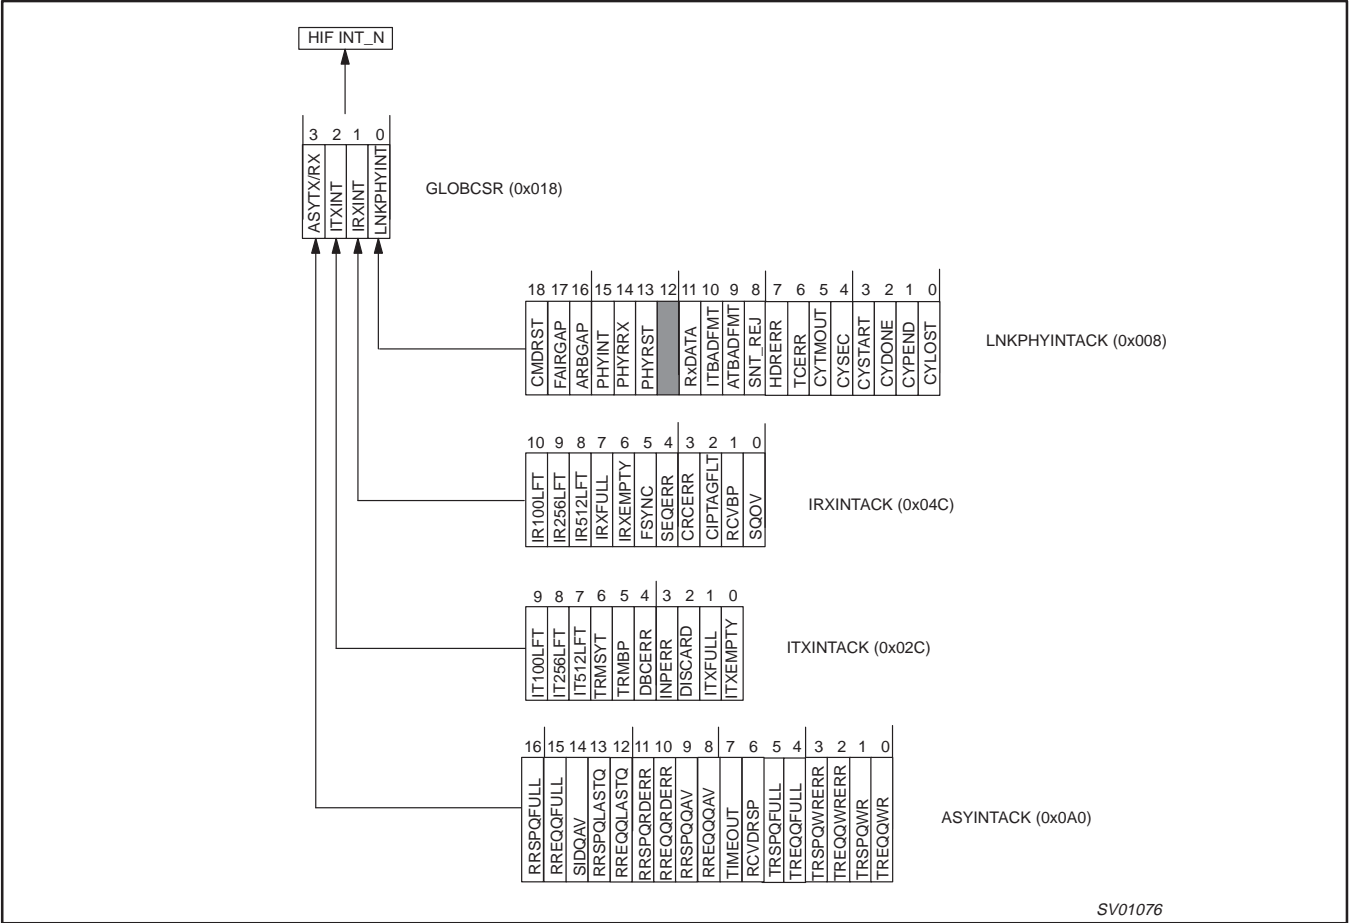 HIF INT_N
3 2 1 0
ASYTX/RX ITXINT IRXINT LNKPHYINT
GLOBCSR (0x018)
18 17 16 15 14 13 12 11 10 9 8 7 6 5 4 3 2 1 0
CMDRST FAIRGAP ARBGAP PHYINT PHYRRX PHYRST RxDATA ITBADFMT ATBADFMT SNT_REJ HDRERR TCERR CYTMOUT CYSEC CYSTART CYDONE CYPEND CYLOST
LNKPHYINTACK (0x008)
10 9 8 7 6 5 4 3 2 1 0
IR100LFT IR256LFT IR512LFT IRXFULL IRXEMPTY FSYNC SEQERR CRCERR CIPTAGFLT RCVBP SQOV
IRXINTACK (0x04C)
9 8 7 6 5 4 3 2 1 0
IT100LFT IT256LFT IT512LFT TRMSYT TRMBP DBCERR INPERR DISCARD ITXFULL ITXEMPTY
ITXINTACK (0x02C)
16 15 14 13 12 11 10 9 8 7 6 5 4 3 2 1 0
RRSPQFULL RREQQFULL SIDQAV RRSPQLASTQ RREQQLASTQ RRSPQRDERR RREQQRDERR RRSPQQAV RREQQQAV TIMEOUT RCVDRSP TRSPQFULL TREQQFULL TRSPQWRERR TREQQWRERR TRSPQWR TREQQWR
ASYINTACK (0x0A0)
SV01076